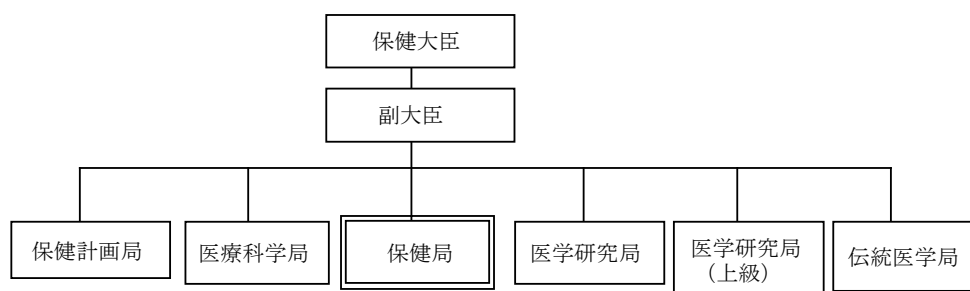 保健大臣
副大臣
保健計画局
医療科学局
保健局
医学研究局
医学研究局
（上級）
伝統医学局